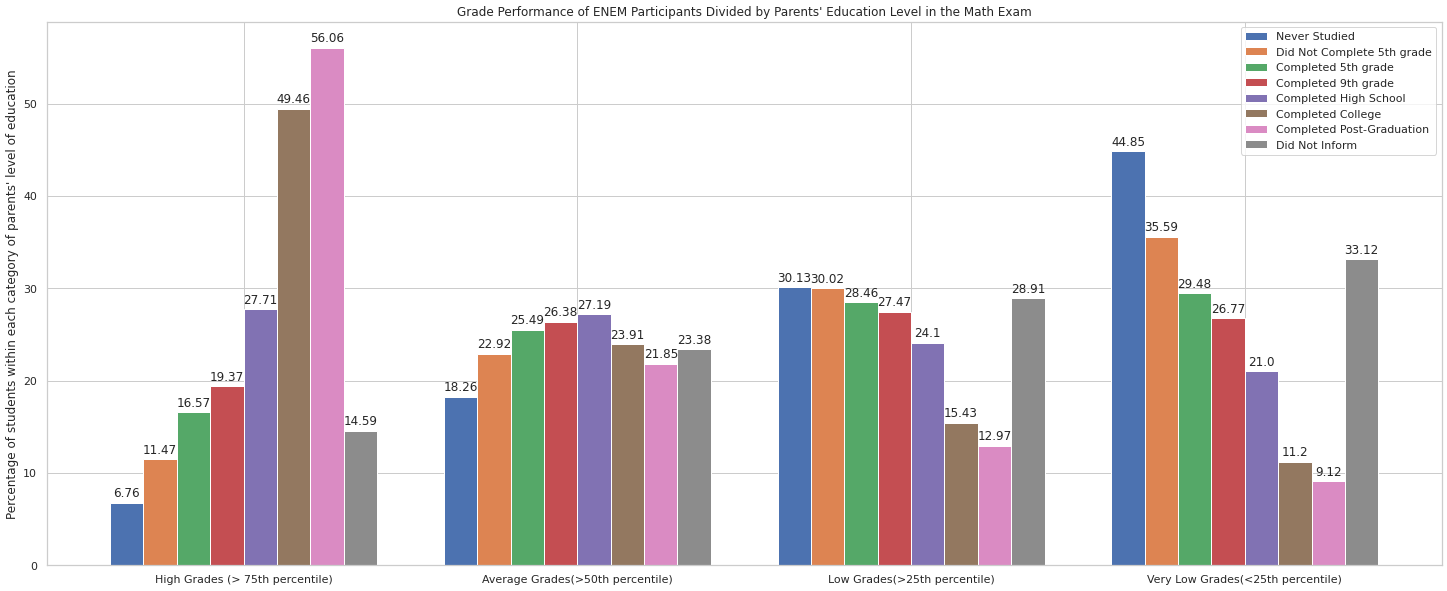 Grade Performance of ENEM Participants Divided by Parents' Education Level in the Math Exam
Percentage of students within each category of parents' level of education
50
40
30
20
10
0
Never Studied
Did Not Complete 5th grade
Completed 5th grade
Completed 9th grade
Completed High School
Completed College
Completed Post-Graduation
Did Not Inform
6.76
11.47
16.57
19.37
27.71
49.46
56.06
14.59
18.26
22.92
25.49
26.38
27.19
23.91
21.85
23.38
30.13
30.02
28.46
27.47
24.1
15.43
12.97
28.91
44.85
35.59
29.48
26.77
21.0
11.2
9.12
33.12
High Grades (> 75th percentile)
Average Grades(>50th percentile)
Low Grades(>25th percentile)
Very Low Grades(<25th percentile)